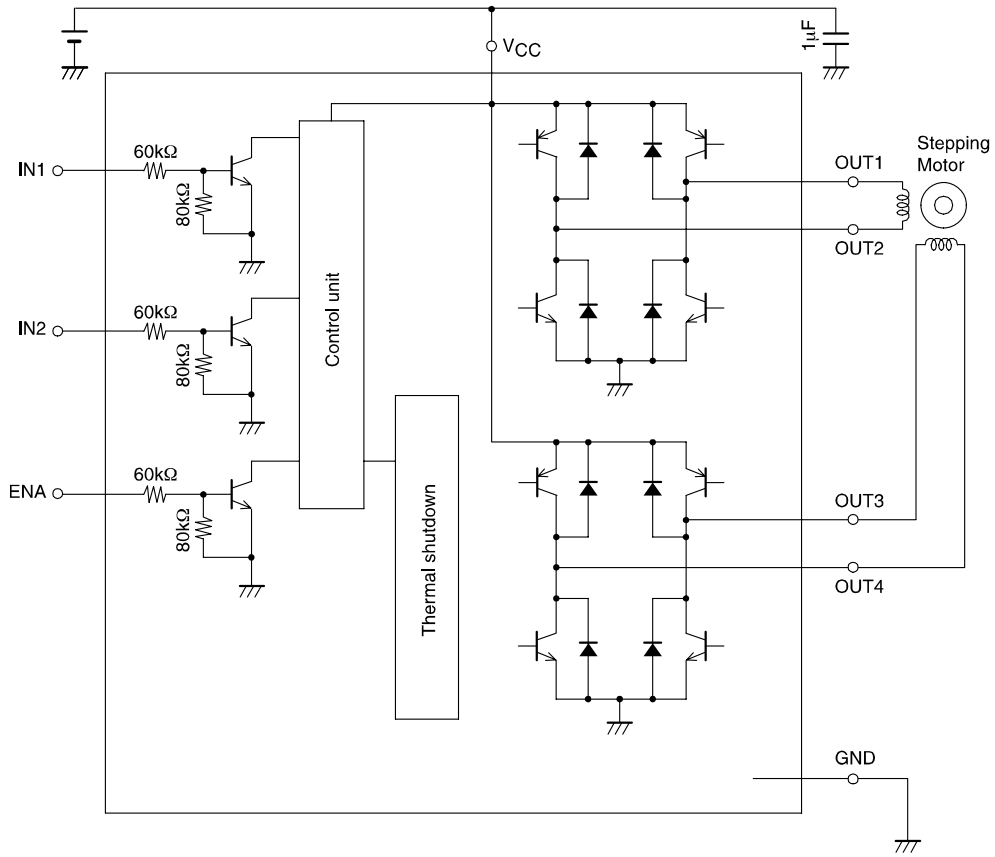 VCC
1µF
IN1
60kΩ
80kΩ
IN2
60kΩ
80kΩ
ENA
60kΩ
80kΩ
Control unit
Thermal shutdown
OUT1
OUT2
Stepping
Motor
OUT3
OUT4
GND